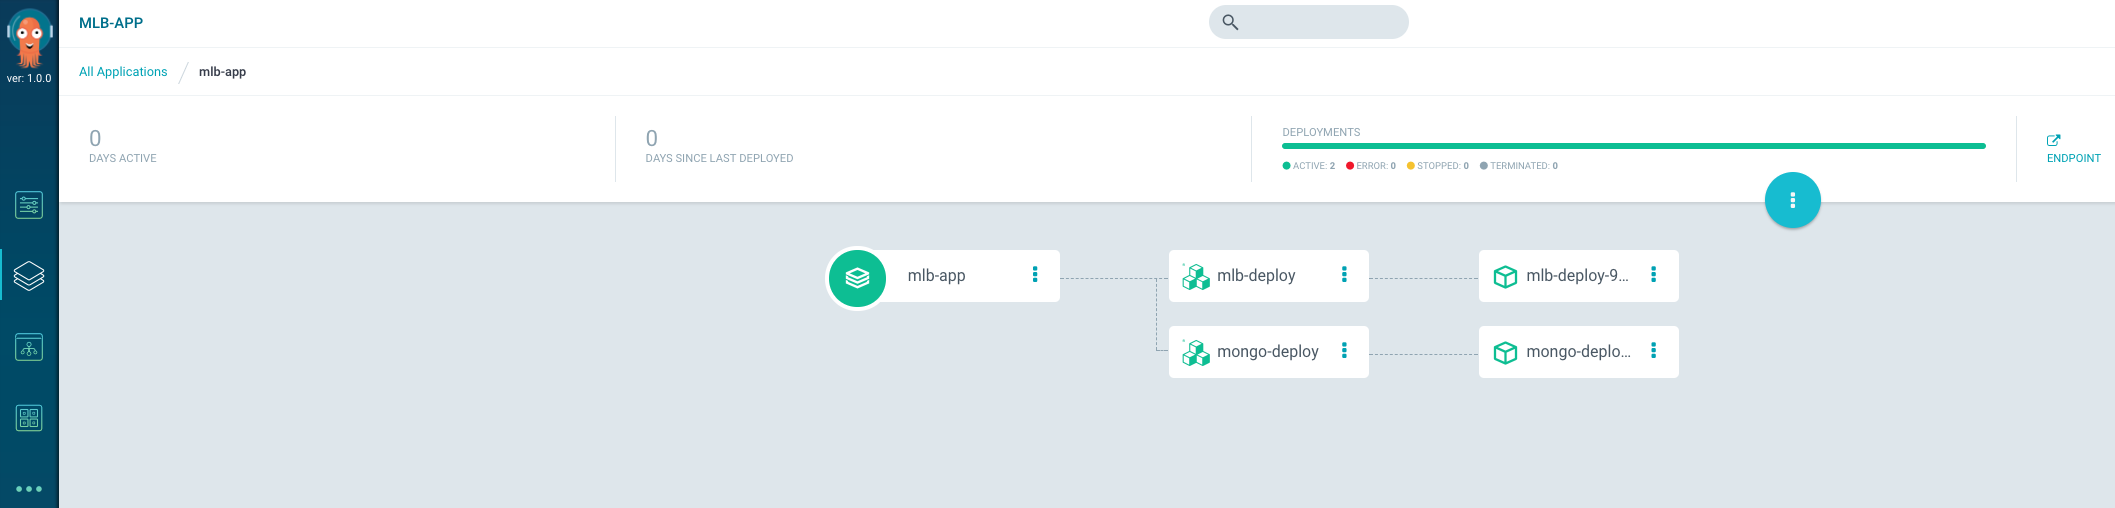 MLB-APP
ver: 1.0.0
All Applications / mlb-app
0
DAYS ACTIVE
0
DAYS SINCE LAST DEPLOYED
DEPLOYMENTS
ACTIVE: 2 ERROR: 0 STOPPED: 0 TERMINATED: 0
ENDPOINT
mlb-app
mlb-deploy
mlb-deploy-9...
mongo-deploy
mongo-deplo...